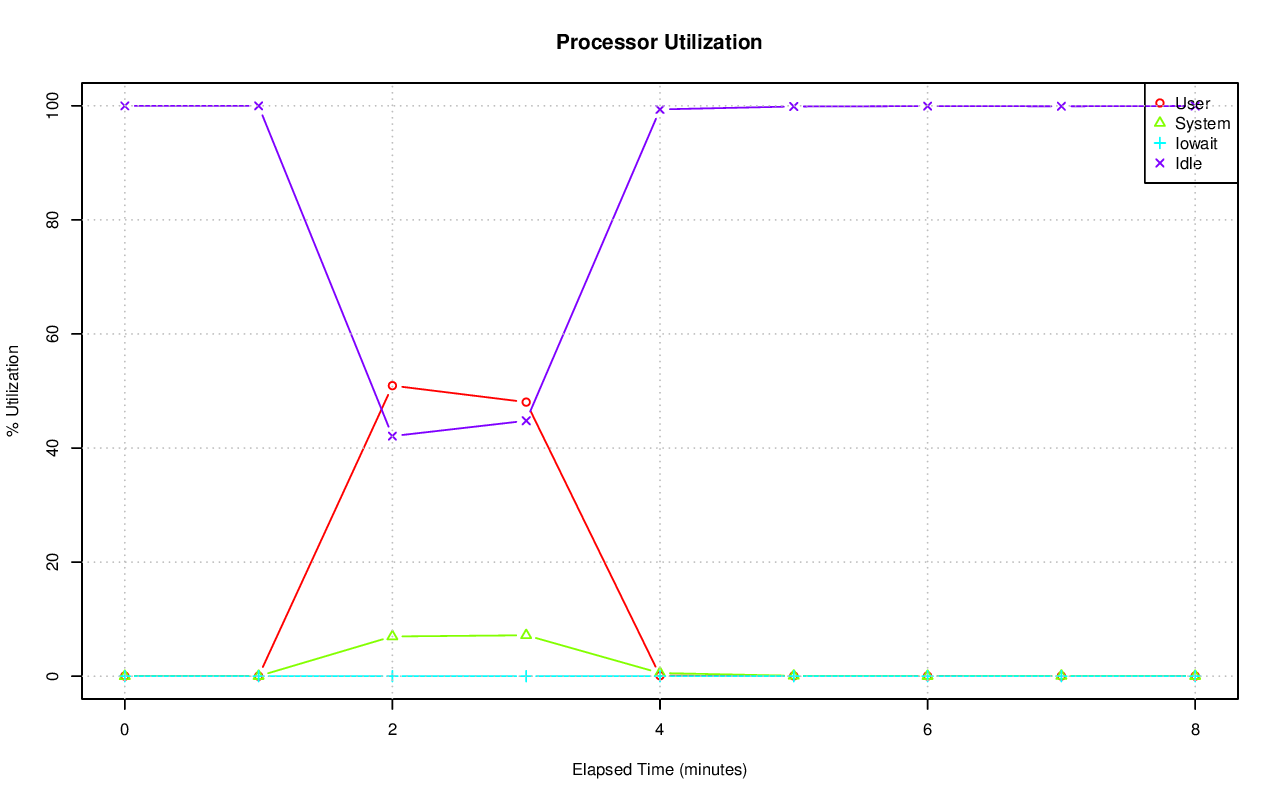 Processor Utilization
% Utilization
100
80
60
40
20
0
User
System
Iowait
Idle
0 2 4 6 8
Elapsed Time (minutes)